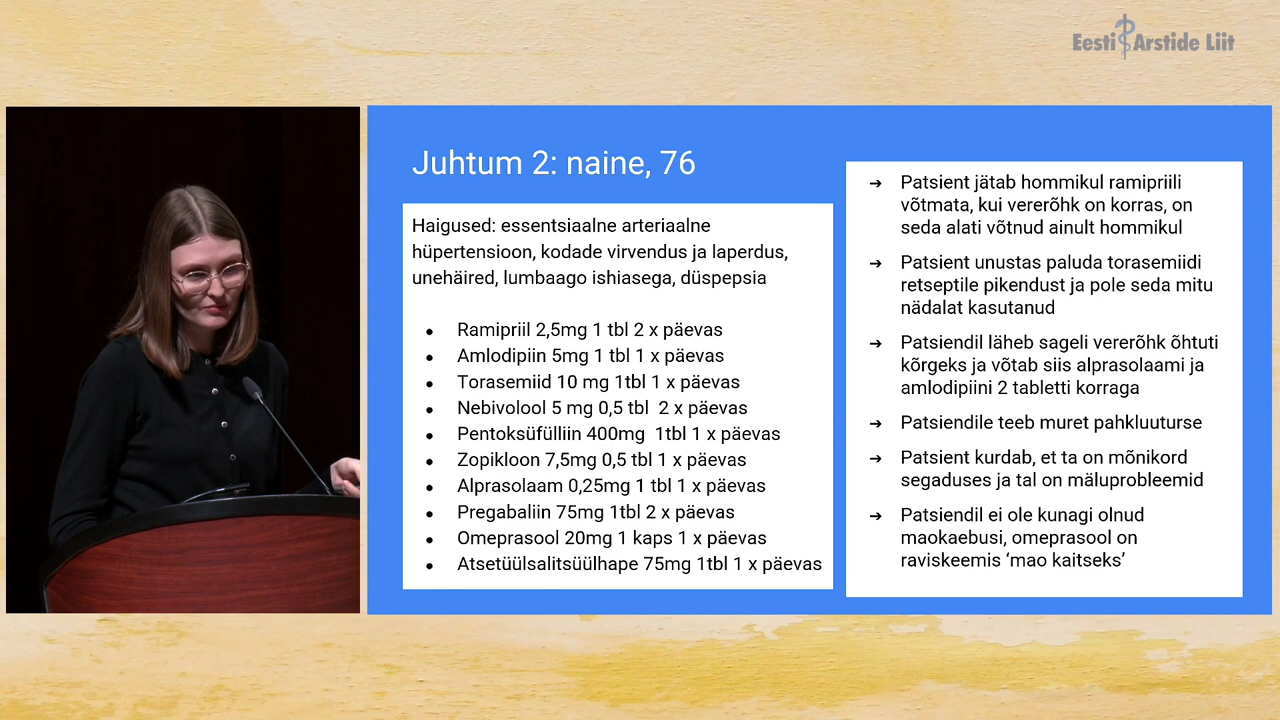 Eesti Arstide Liit
Juhtum 2: naine, 76
Haigused: essentsiaalne arteriaalne
hüpertensioon, kodade virvendus ja laperdus,
unehäired, lumbaago ishiasega, düspepsia
● Ramipriil 2,5mg 1 tbl 2 x päevas
● Amlodipiin 5mg 1 tbl 1 x päevas
● Torasemiid 10 mg 1tbl 1 x päevas
● Nebivolool 5 mg 0,5 tbl 2 x päevas
● Pentoksüfülliin 400mg 1tbl 1 x päevas
● Zopikloon 7,5mg 0,5 tbl 1 x päevas
● Alprasolaam 0,25mg 1 tbl 1 x päevas
● Pregabaliin 75mg 1tbl 2 x päevas
● Omeprasool 20mg 1 kaps 1 x päevas
● Atsetüülsalitsüülhape 75mg 1tbl 1 x päevas
➔ Patsient jätab hommikul ramipriili
võtmata, kui vererõhk on korras, on
seda alati võtnud ainult hommikul
➔ Patsient unustas paluda torasemiidi
retseptile pikendust ja pole seda mitu
nädalat kasutanud
➔ Patsiendil läheb sageli vererõhk õhtuti
kõrgeks ja võtab siis alprasolaami ja
amlodipiini 2 tabletti korraga
➔ Patsiendile teeb muret pahkluuturse
➔ Patsient kurdab, et ta on mõnikord
segaduses ja tal on mäluprobleemid
➔ Patsiendil ei ole kunagi olnud
maokaebusi, omeprasool on
raviskeemis ‘mao kaitseks’